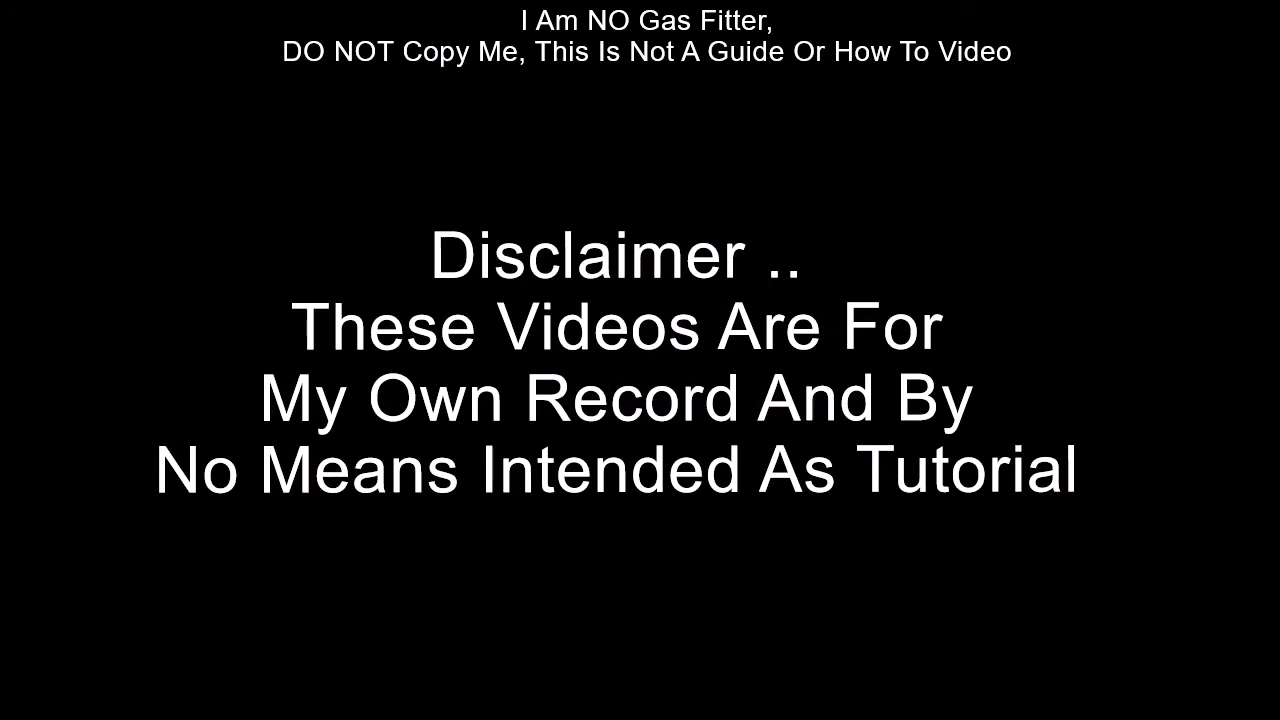 I Am NO Gas Fitter,
DO NOT Copy Me, This Is Not A Guide Or How To Video
Disclaimer ..
These Videos Are For
My Own Record And By
No Means Intended As Tutorial